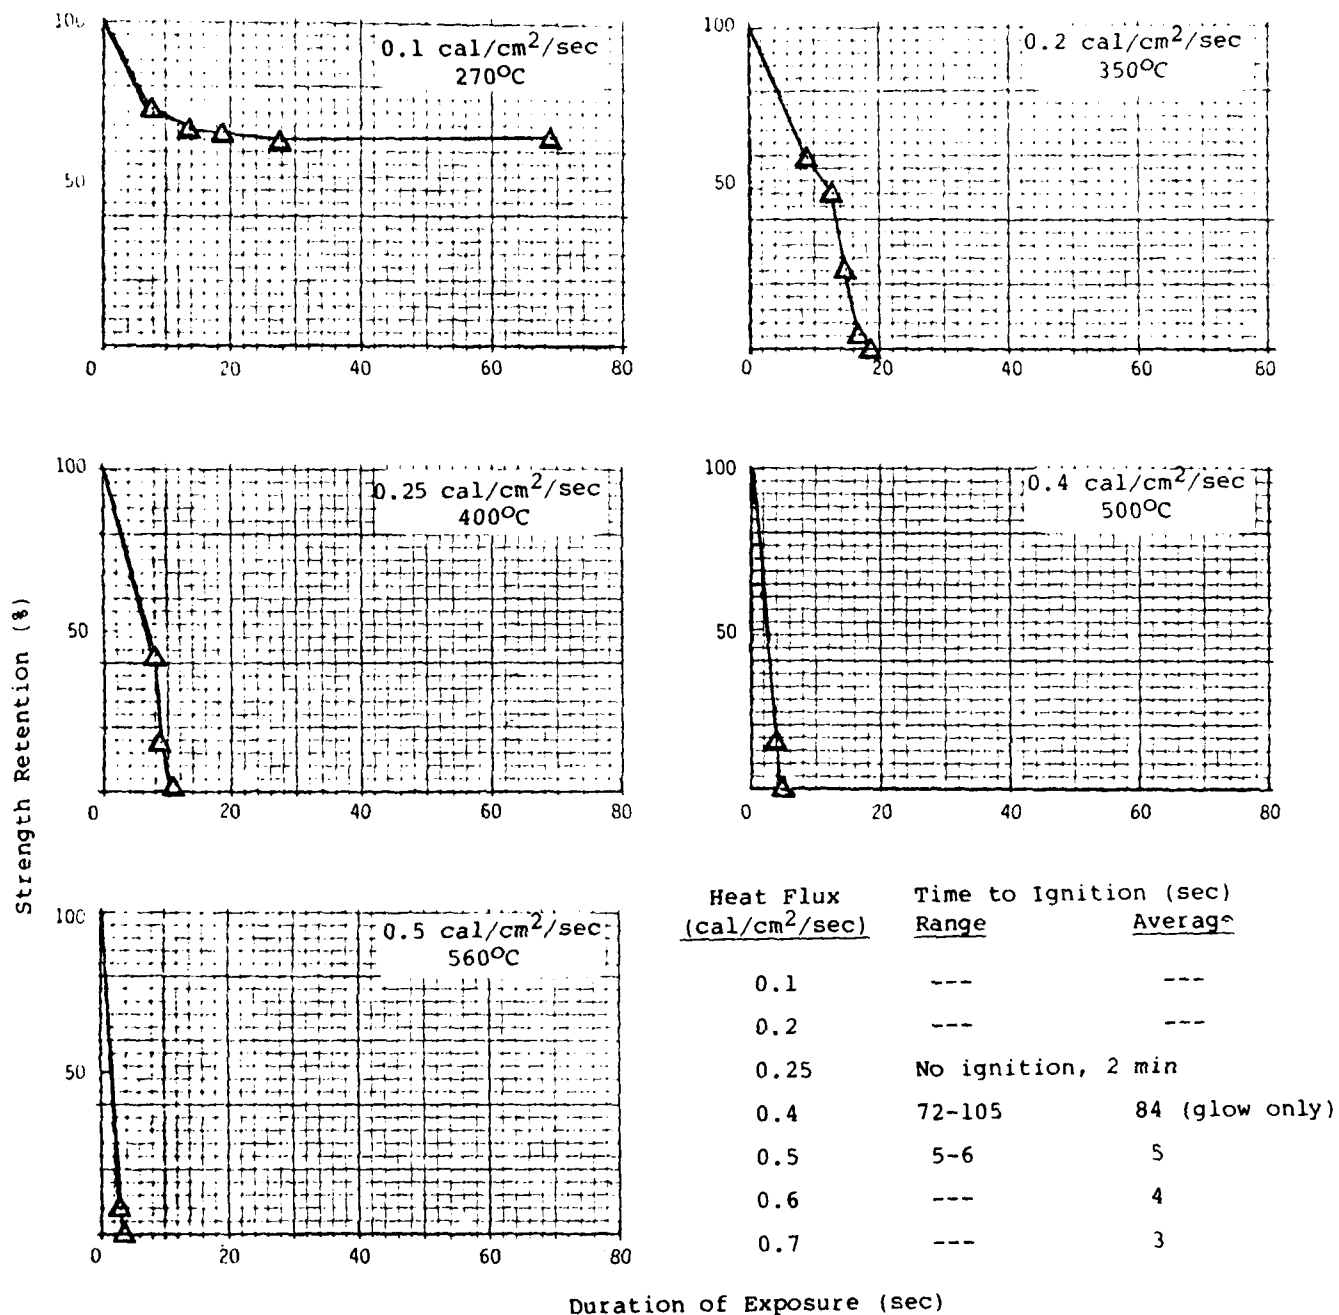 100
0.1 cal/cm2/sec
270°C
50
0 20 40 60 80
100
0.2 cal/cm2/sec
350°C
50
0 20 40 60 80
100
0.25 cal/cm2/sec
400°C
50
0 20 40 60 80
100
0.4 cal/cm2/sec
500°C
50
0 20 40 60 80
Strength Retention (%)
100
0.5 cal/cm2/sec
560°C
50
0 20 40 60 80
Heat Flux Time to Ignition (sec)
(cal/cm2/sec) Range Average
0.1 --- ---
0.2 --- ---
0.25 No ignition, 2 min
0.4 72-105 84 (glow only)
0.5 5-6 5
0.6 --- 4
0.7 --- 3
Duration of Exposure (sec)